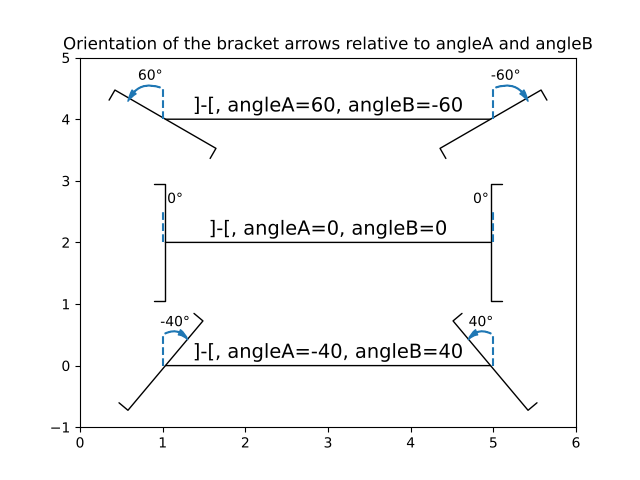 Orientation of the bracket arrows relative to angleA and angleB
5
60°
-60°
]-[, angleA=60, angleB=-60
4
3
0°
0°
]-[, angleA=0, angleB=0
2
1
-40°
40°
]-[, angleA=-40, angleB=40
0
−1
0 1 2 3 4 5 6